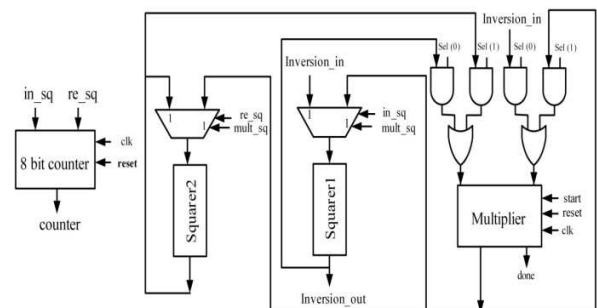 Inversion_in
Sel (0)
Sel (1)
Sel (0)
Sel (1)
Inversion_in
in_sq
re_sq
1
1
re_sq
mult_sq
1
1
in_sq
mult_sq
clk
reset
8 bit counter
counter
Squarer2
Squarer1
Multiplier
start
reset
clk
done
Inversion_out